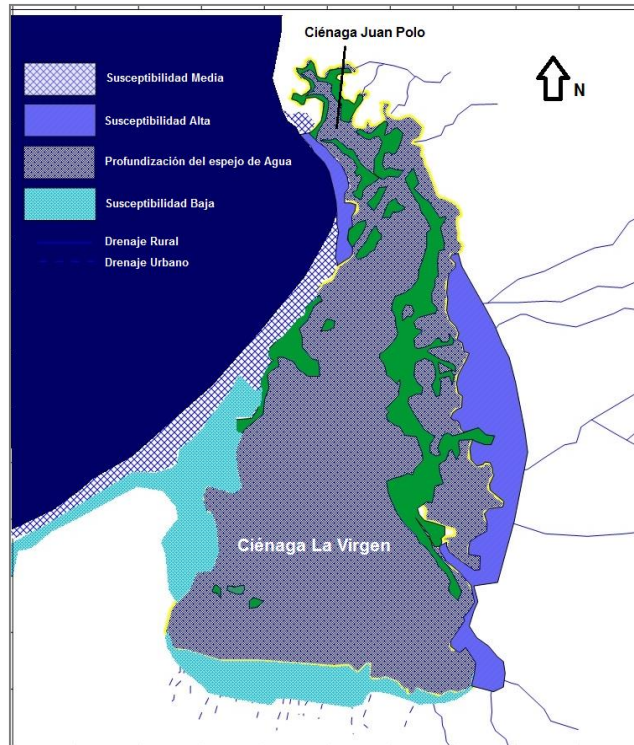 Ciénaga Juan Polo
N
Susceptibilidad Media
Susceptibilidad Alta
Profundización del espejo de Agua
Susceptibilidad Baja
Drenaje Rural
Drenaje Urbano
Ciénaga La Virgen